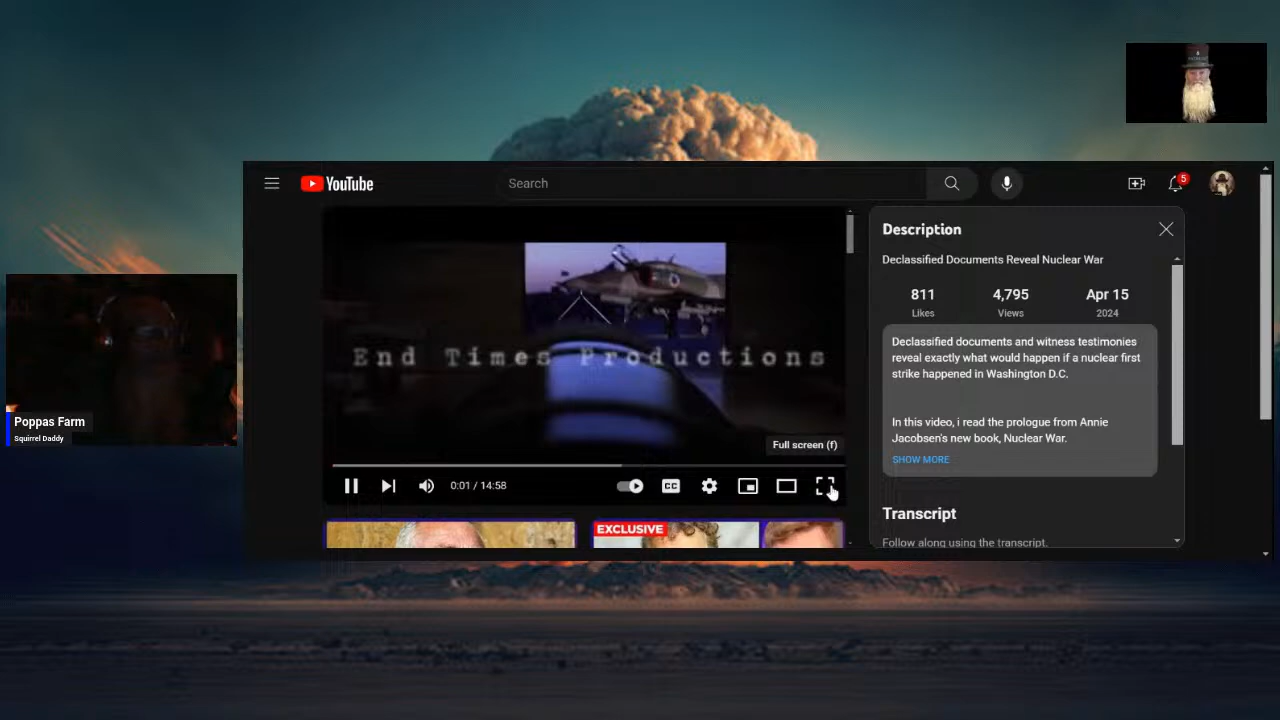 YouTube
Search
5
Description
Declassified Documents Reveal Nuclear War
811
4,795
Apr 15
Likes
Views
2024
Declassified documents and witness testimonies
reveal exactly what would happen if a nuclear first
strike happened in Washington D.C.
In this video, i read the prologue from Annie
Jacobsen's new book, Nuclear War.
SHOW MORE
Transcript
Follow along using the transcript.
End Times Productions
Full screen (f)
0:01 / 14:58
CC
EXCLUSIVE
Poppas Farm
Squirrel Daddy